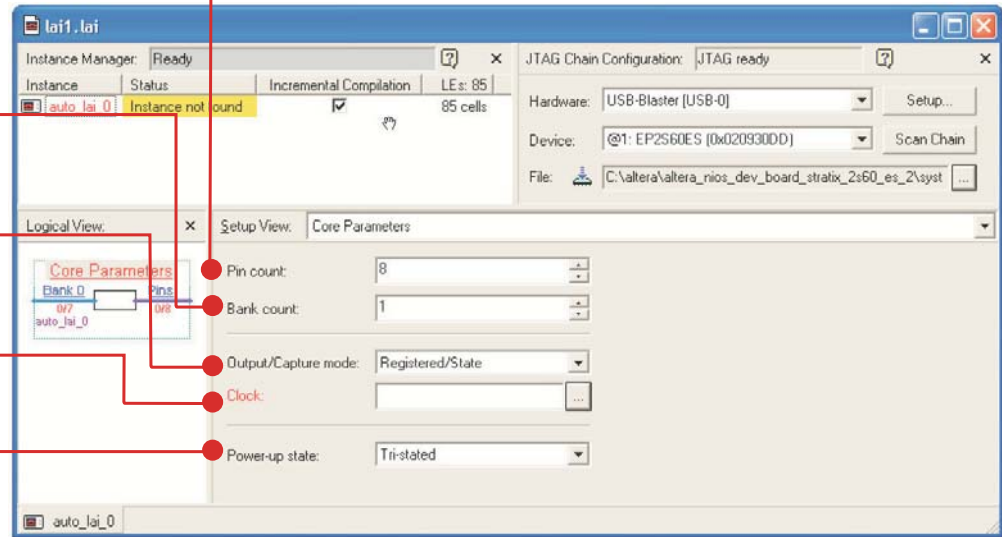 lai1.lai
Instance Manager: Ready
Instance Status Incremental Compilation LEs: 85
auto_lai_0 Instance not found 85 cells
JTAG Chain Configuration: JTAG ready
Hardware: USB-Blaster [USB-0] Setup...
Device: @1: EP2S60ES (0x020930DD) Scan Chain
File: C:\altera\altera_nios_dev_board_stratix_2s60_es_2\syst ...
Logical View:
Core Parameters
Bank 0 Pins
0/7 0/8
auto_lai_0
Setup View: Core Parameters
Pin count: 8
Bank count: 1
Output/Capture mode: Registered/State
Clock: ...
Power-up state: Tri-stated
auto_lai_0